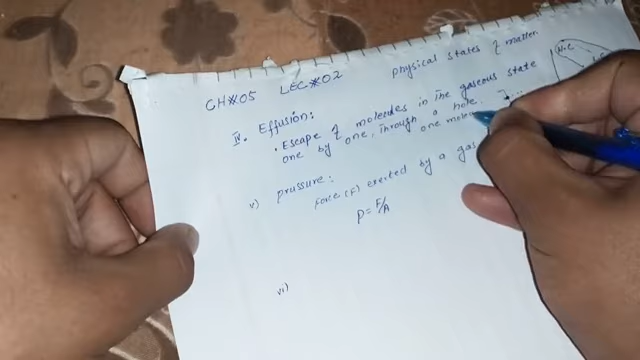 CH#05 LEC#02 physical states of matter
H.C
iv. Effusion:
• Escape of molecules in the gaseous state
one by one, through a hole
one molecu
v) pressure:
Force (F) exerted by a gas
P = F/A
vi)